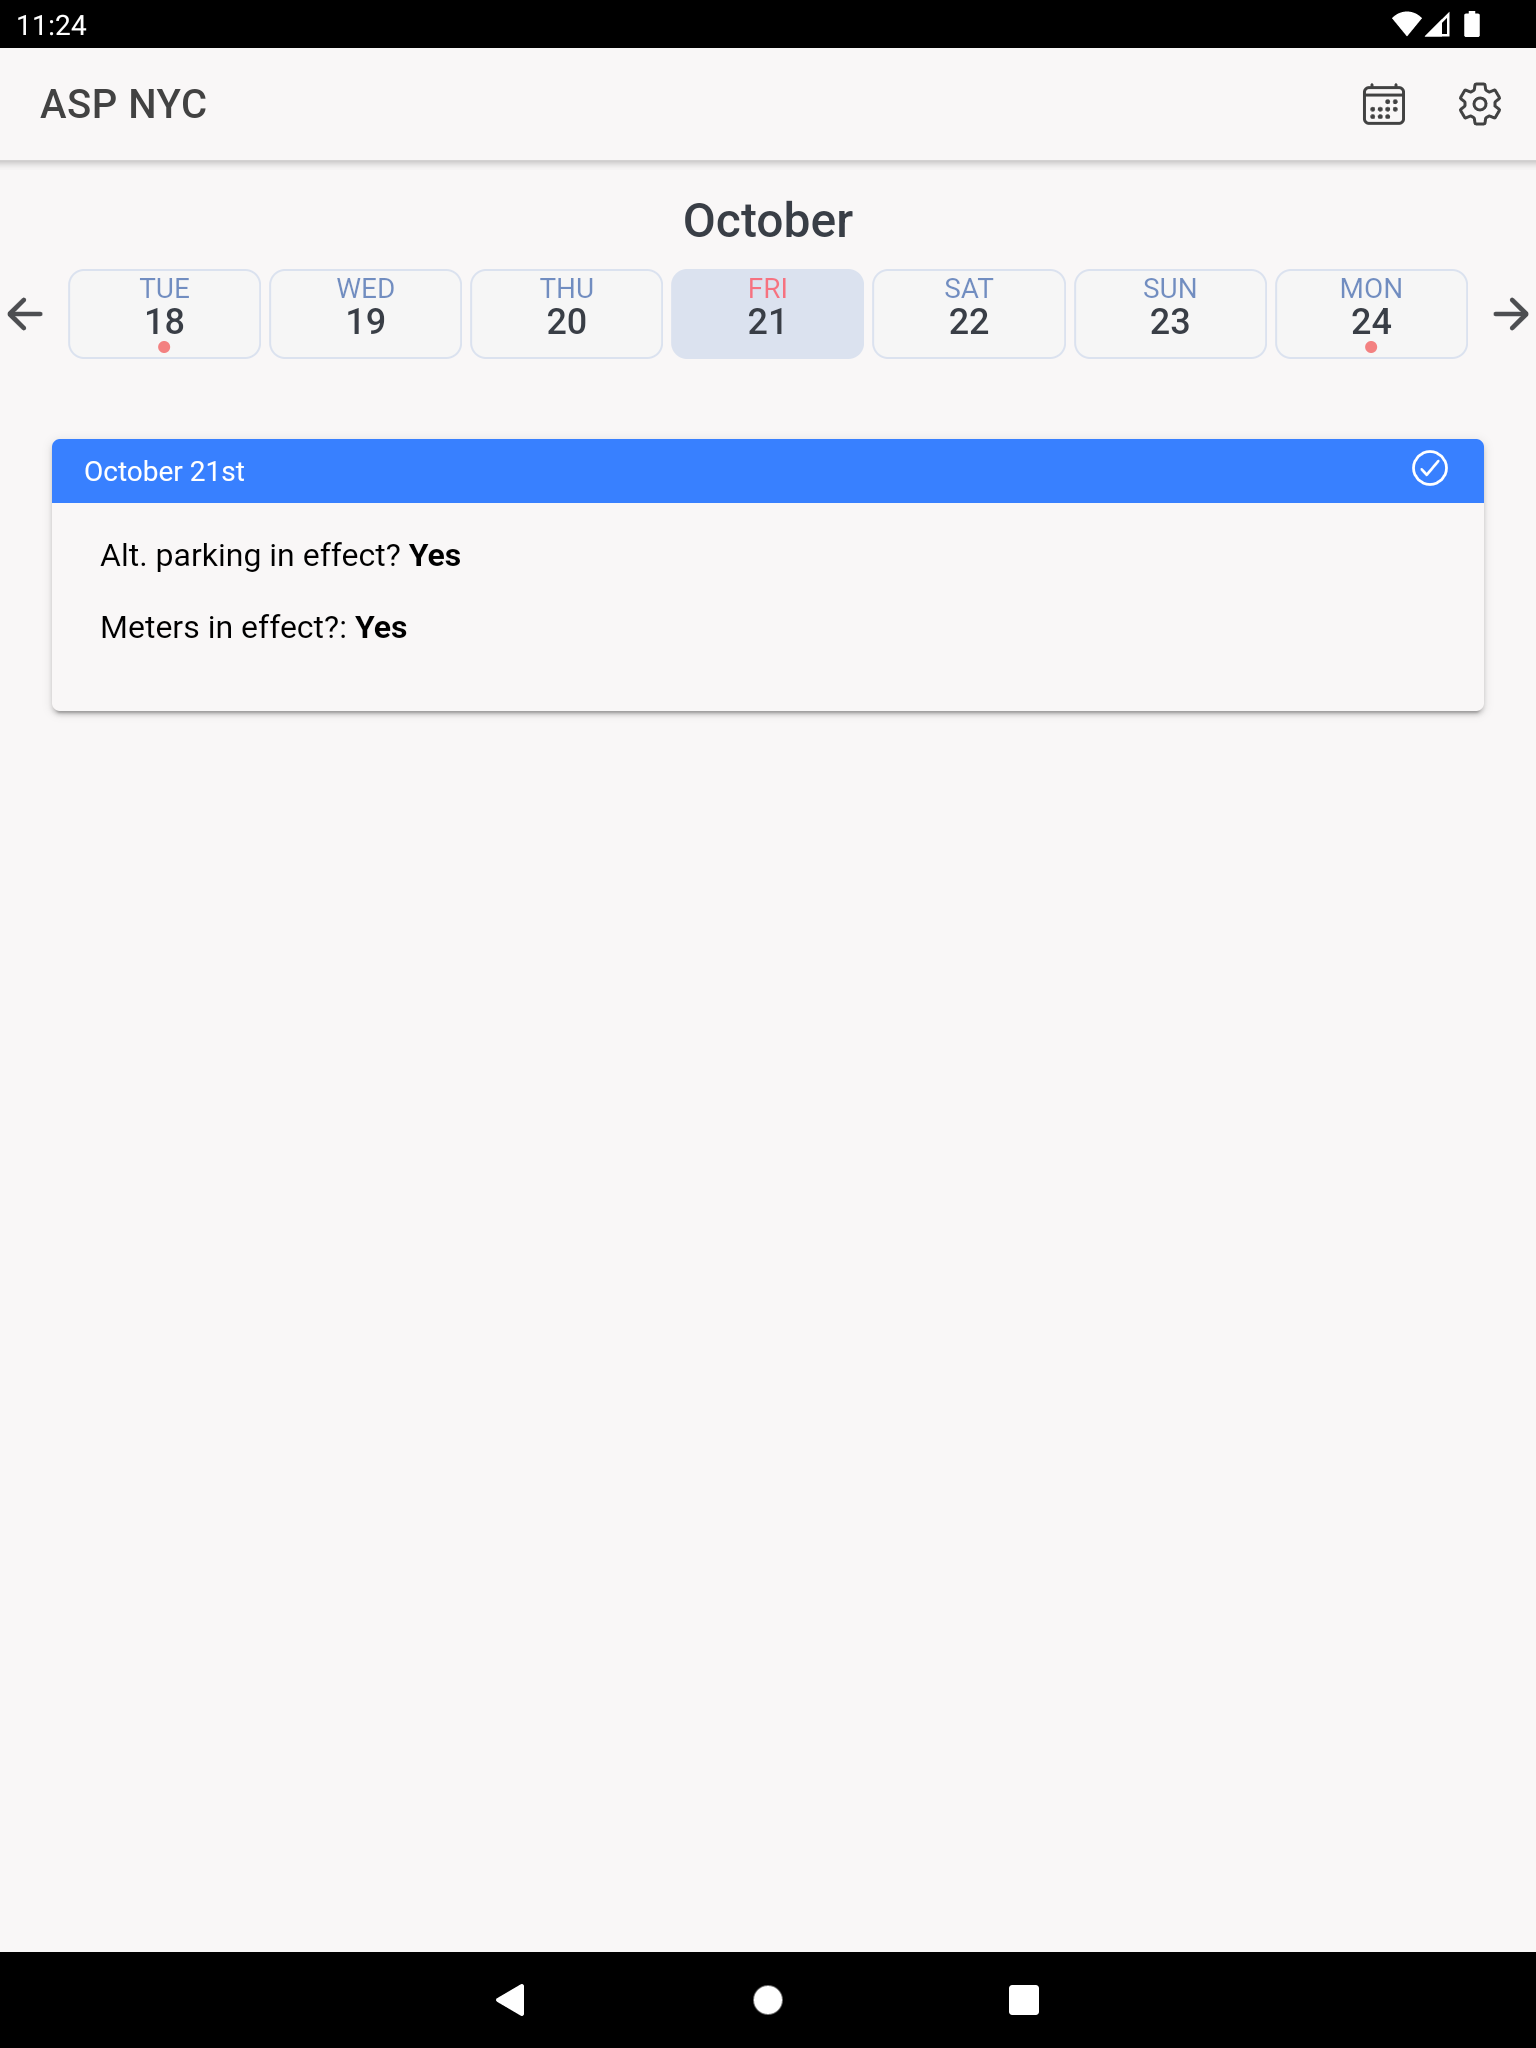 11:24
ASP NYC
October
TUE WED THU FRI SAT SUN MON
18 19 20 21 22 23 24
October 21st
Alt. parking in effect? Yes
Meters in effect?: Yes